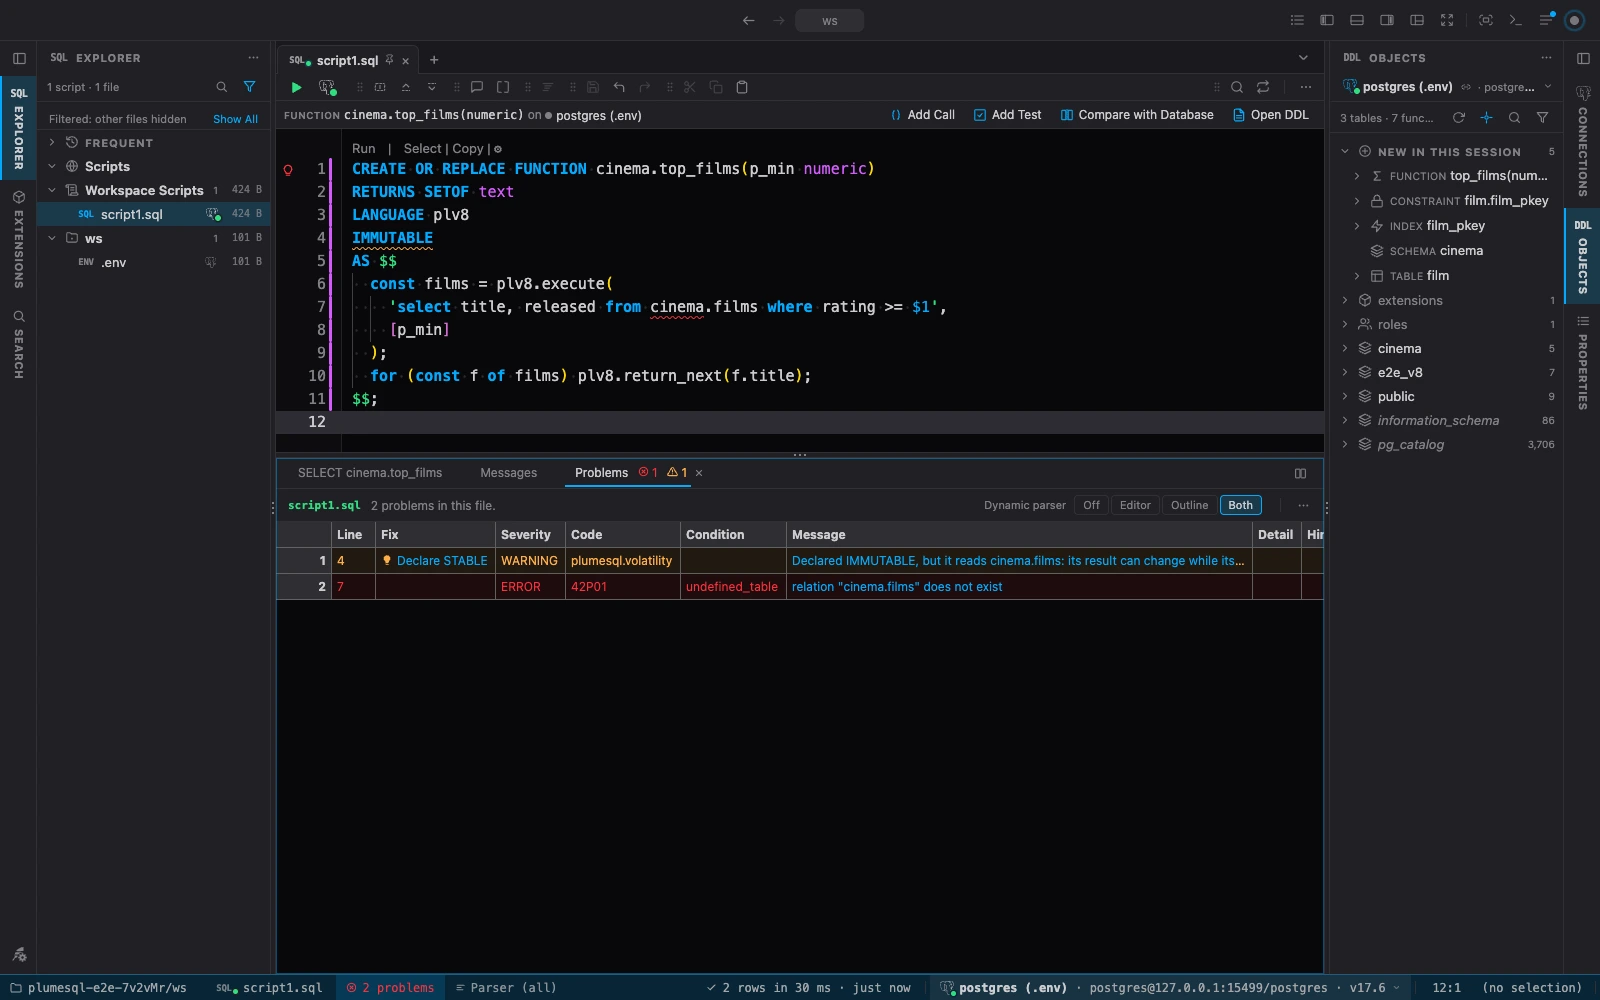 ws
SQL EXPLORER
1 script · 1 file
Filtered: other files hidden Show All
FREQUENT
Scripts
Workspace Scripts 1 424 B
SQL script1.sql 424 B
ws 1 101 B
ENV .env 101 B
SQL EXPLORER
EXTENSIONS
SEARCH
SQL script1.sql
FUNCTION cinema.top_films(numeric) on postgres (.env) Add Call Add Test Compare with Database Open DDL
Run | Select | Copy |
1 CREATE OR REPLACE FUNCTION cinema.top_films(p_min numeric)
2 RETURNS SETOF text
3 LANGUAGE plv8
4 IMMUTABLE
5 AS $$
6 const films = plv8.execute(
7 'select title, released from cinema.films where rating >= $1',
8 [p_min]
9 );
10 for (const f of films) plv8.return_next(f.title);
11 $$;
12
SELECT cinema.top_films Messages Problems 1 1
script1.sql 2 problems in this file. Dynamic parser Off Editor Outline Both
Line Fix Severity Code Condition Message Detail Hin
1 4 Declare STABLE WARNING plumesql.volatility Declared IMMUTABLE, but it reads cinema.films: its result can change while its...
2 7 ERROR 42P01 undefined_table relation "cinema.films" does not exist
DDL OBJECTS
postgres (.env) · postgre...
3 tables · 7 func...
NEW IN THIS SESSION 5
FUNCTION top_films(num...
CONSTRAINT film.film_pkey
INDEX film_pkey
SCHEMA cinema
TABLE film
extensions 1
roles 1
cinema 5
e2e_v8 7
public 9
information_schema 86
pg_catalog 3,706
CONNECTIONS
DDL OBJECTS
PROPERTIES
plumesql-e2e-7v2vMr/ws SQL script1.sql 2 problems Parser (all) 2 rows in 30 ms · just now postgres (.env) · postgres@127.0.0.1:15499/postgres · v17.6 12:1 (no selection)